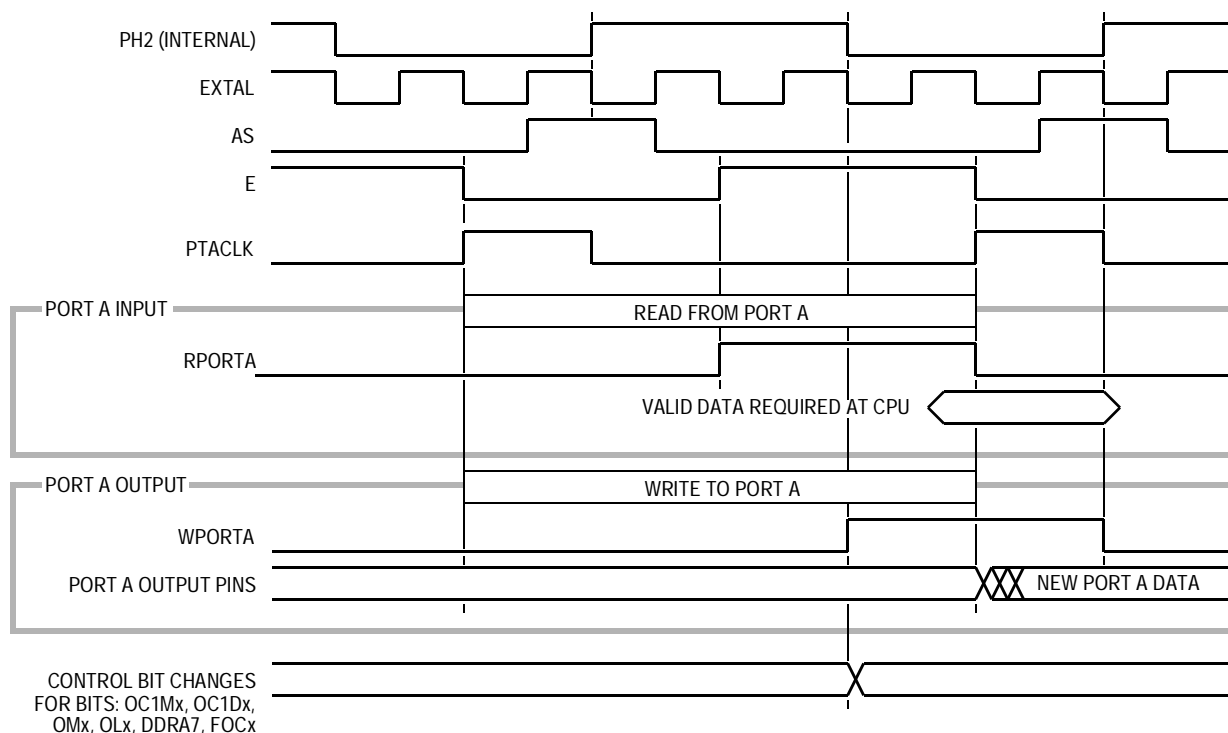 PH2 (INTERNAL)
EXTAL
AS
E
PTACLK
PORT A INPUT
READ FROM PORT A
RPORTA
VALID DATA REQUIRED AT CPU
PORT A OUTPUT
WRITE TO PORT A
WPORTA
PORT A OUTPUT PINS
NEW PORT A DATA
CONTROL BIT CHANGES
FOR BITS: OC1Mx, OC1Dx,
OMx, OLx, DDRA7, FOCx